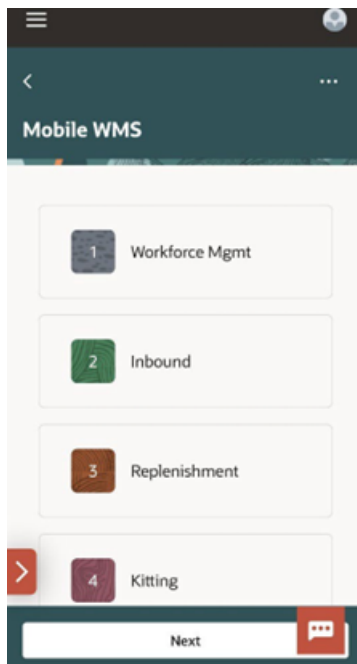 Mobile WMS
1 Workforce Mgmt
2 Inbound
3 Replenishment
4 Kitting
Next